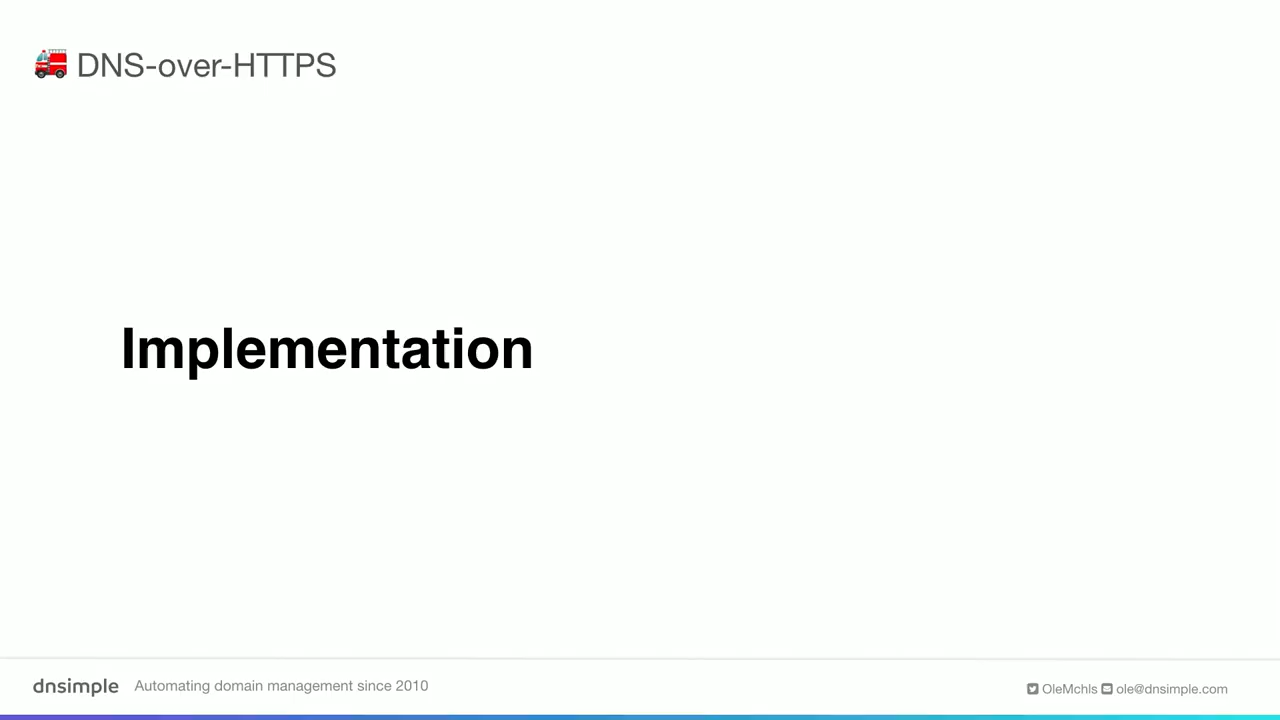 🚒 DNS-over-HTTPS
Implementation
dnsimple Automating domain management since 2010
OleMchls ole@dnsimple.com